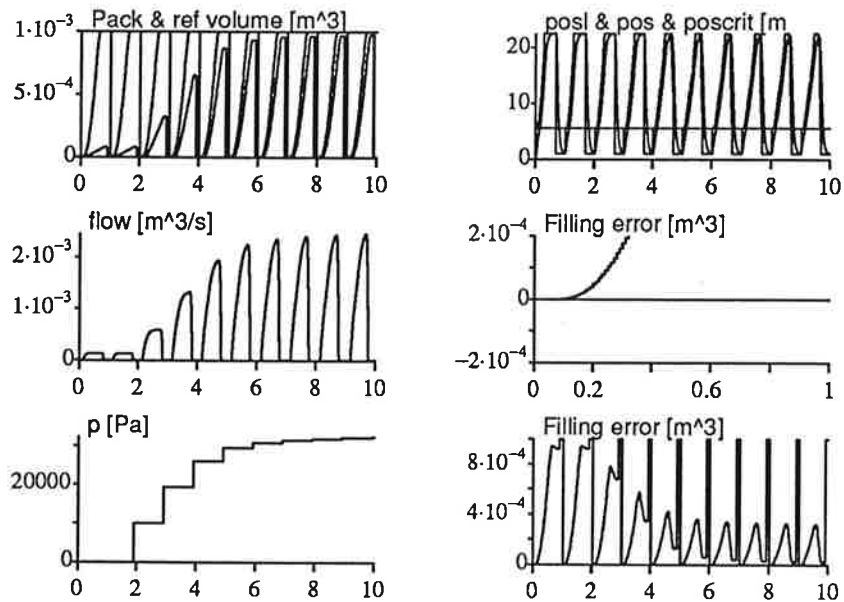 Pack & ref volume [m^3]
1·10⁻³
5·10⁻⁴
0
0 2 4 6 8 10
posl & pos & poscrit [m
20
10
0
0 2 4 6 8 10
flow [m^3/s]
2·10⁻³
1·10⁻³
0
0 2 4 6 8 10
Filling error [m^3]
2·10⁻⁴
0
−2·10⁻⁴
0 0.2 0.6 1
p [Pa]
20000
0
0 2 4 6 8 10
Filling error [m^3]
8·10⁻⁴
4·10⁻⁴
0
0 2 4 6 8 10